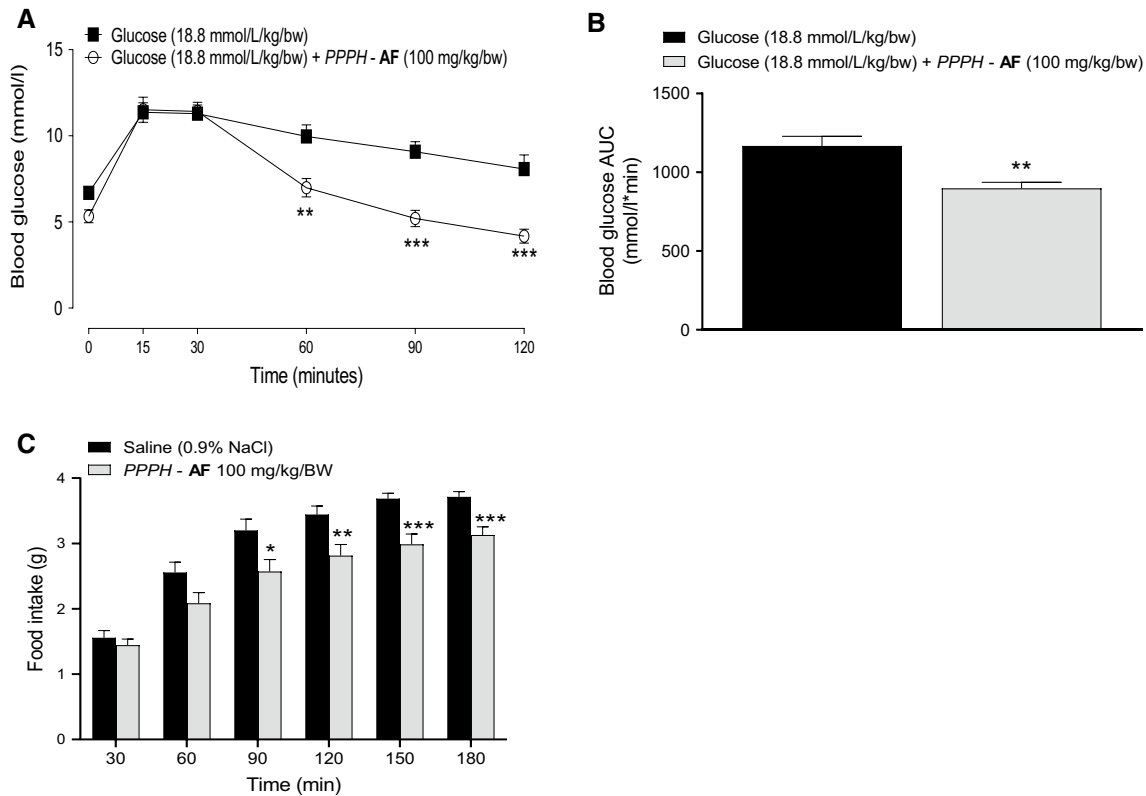 A
Glucose (18.8 mmol/L/kg/bw)
Glucose (18.8 mmol/L/kg/bw) + PPPH - AF (100 mg/kg/bw)
Blood glucose (mmol/l)
15
10
5
0
**
***
***
0 15 30 60 90 120
Time (minutes)
B
Glucose (18.8 mmol/L/kg/bw)
Glucose (18.8 mmol/L/kg/bw) + PPPH - AF (100 mg/kg/bw)
Blood glucose AUC
(mmol/l*min)
1500
1000
500
0
**
C
Saline (0.9% NaCl)
PPPH - AF 100 mg/kg/BW
Food intake (g)
4
3
2
1
0
* ** *** ***
30 60 90 120 150 180
Time (min)